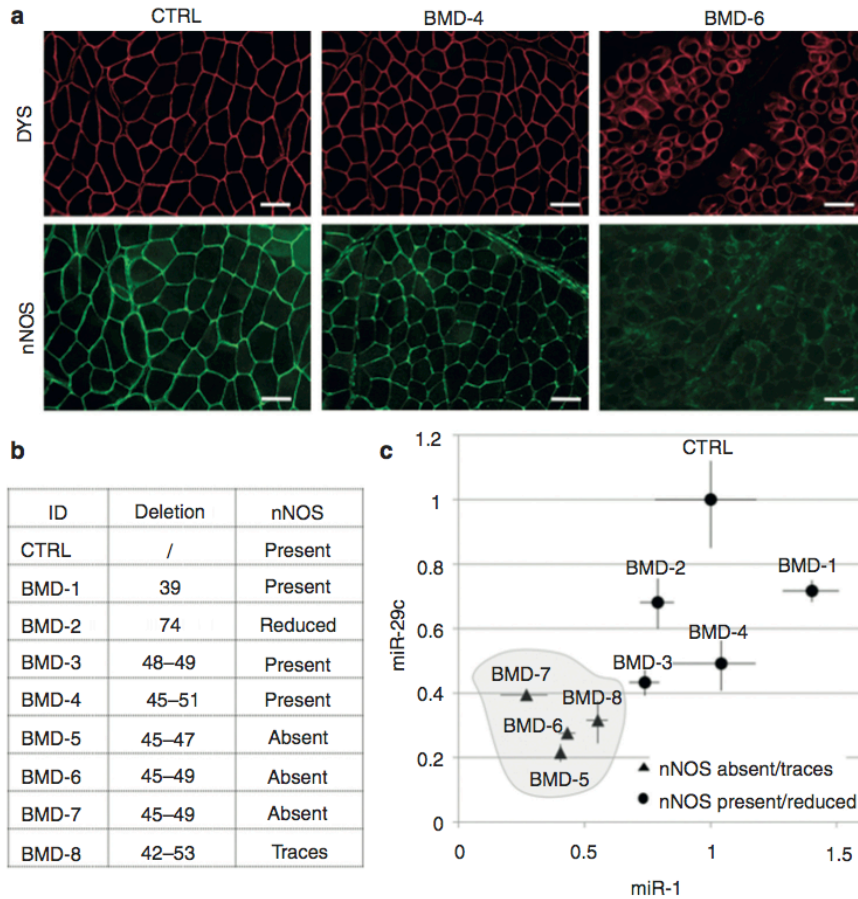 a
CTRL BMD-4 BMD-6
DYS
nNOS
b
ID Deletion nNOS
CTRL / Present
BMD-1 39 Present
BMD-2 74 Reduced
BMD-3 48–49 Present
BMD-4 45–51 Present
BMD-5 45–47 Absent
BMD-6 45–49 Absent
BMD-7 45–49 Absent
BMD-8 42–53 Traces
c
miR-29c
1.2
1
0.8
0.6
0.4
0.2
0
CTRL
BMD-2 BMD-1
BMD-4
BMD-3
BMD-7
BMD-8
BMD-6
BMD-5
▲ nNOS absent/traces
● nNOS present/reduced
0 0.5 1 1.5
miR-1